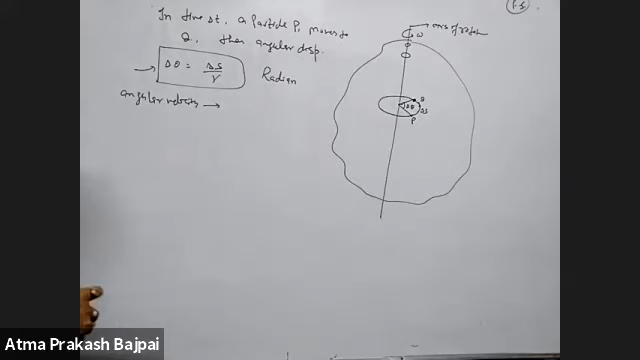 P-5
axis of rotation
ω
In time Δt, a Particle P, moves to
Q, then angular disp.
Δθ = ΔS / r Radian
angular velocity →
Q
Δθ
ΔS
P
Atma Prakash Bajpai